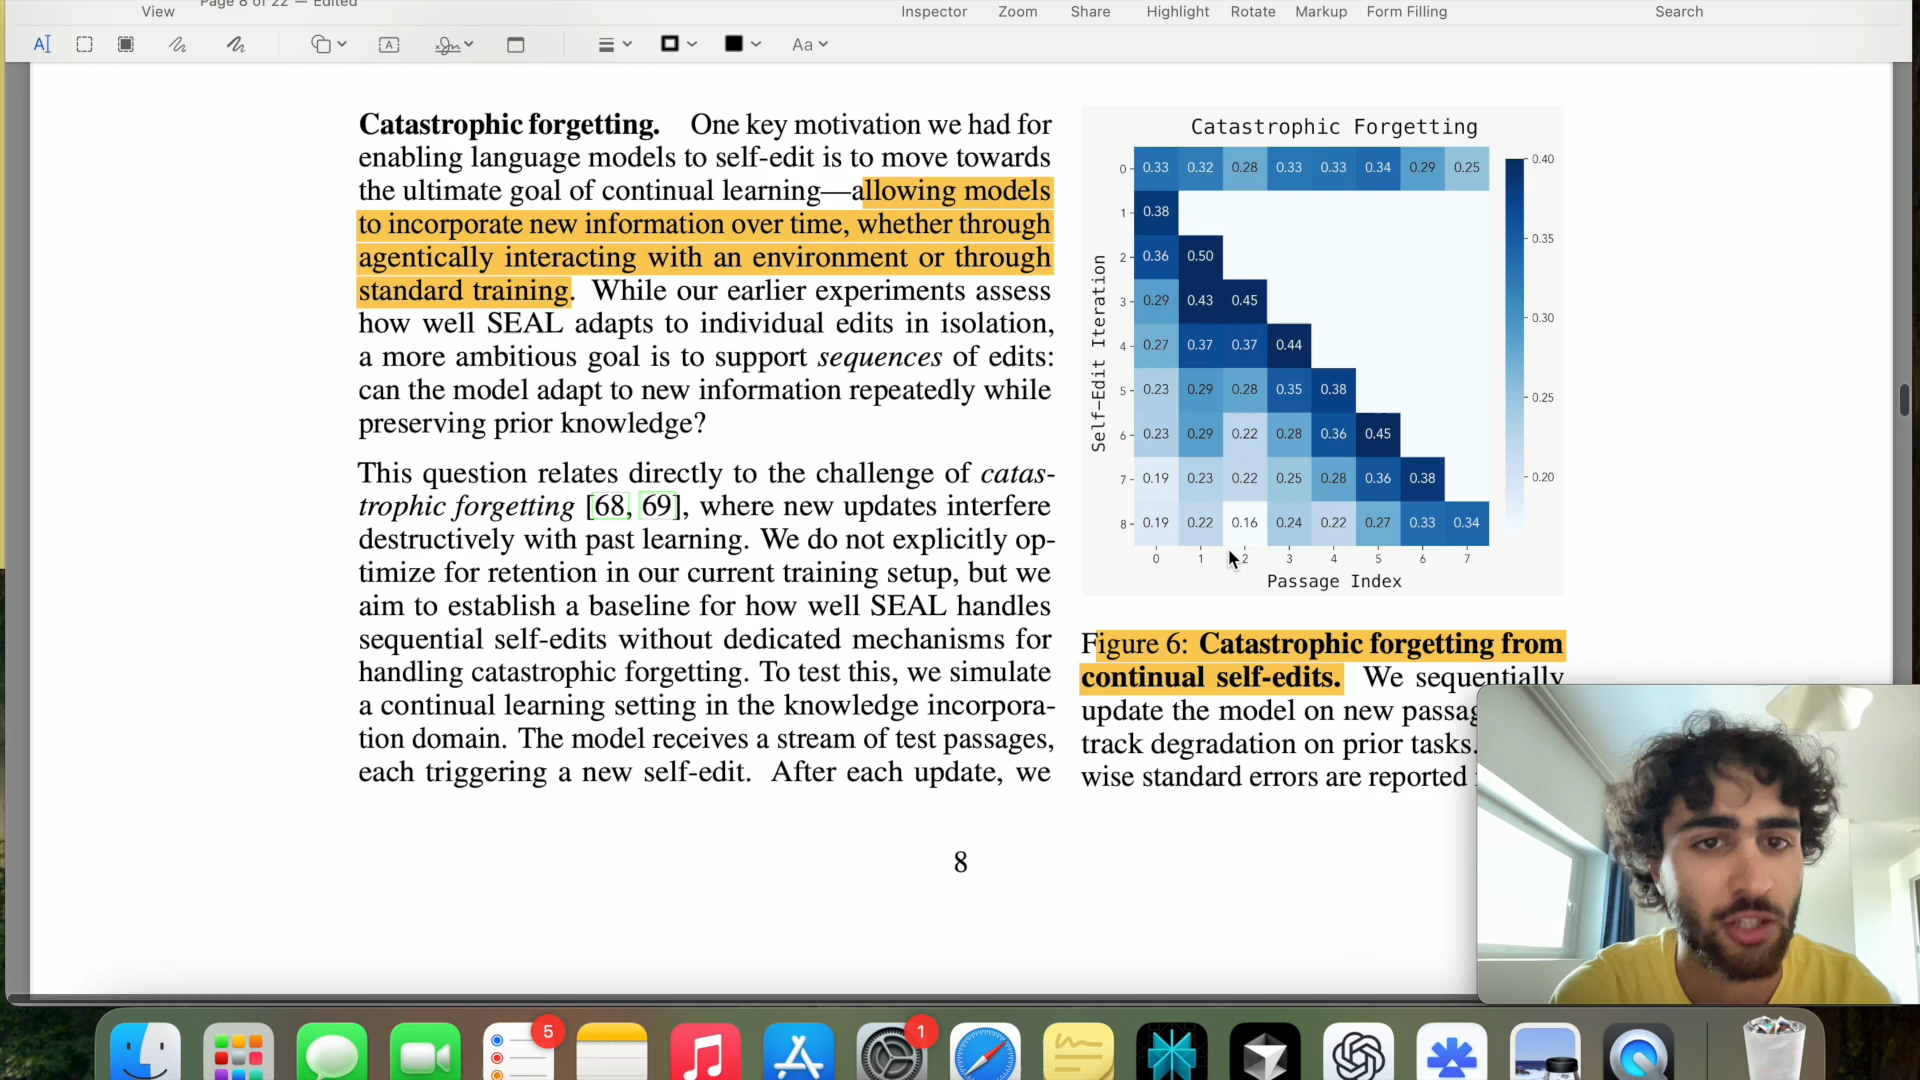 Page 8 of 22 — Edited
View
Inspector
Zoom
Share
Highlight
Rotate
Markup
Form Filling
Search
A
Aa
Catastrophic forgetting. One key motivation we had for
enabling language models to self-edit is to move towards
the ultimate goal of continual learning—allowing models
to incorporate new information over time, whether through
agentically interacting with an environment or through
standard training. While our earlier experiments assess
how well SEAL adapts to individual edits in isolation,
a more ambitious goal is to support sequences of edits:
can the model adapt to new information repeatedly while
preserving prior knowledge?
This question relates directly to the challenge of catas-
trophic forgetting [68, 69], where new updates interfere
destructively with past learning. We do not explicitly op-
timize for retention in our current training setup, but we
aim to establish a baseline for how well SEAL handles
sequential self-edits without dedicated mechanisms for
handling catastrophic forgetting. To test this, we simulate
a continual learning setting in the knowledge incorpora-
tion domain. The model receives a stream of test passages,
each triggering a new self-edit. After each update, we
Catastrophic Forgetting
0 0.33 0.32 0.28 0.33 0.33 0.34 0.29 0.25
1 0.38
2 0.36 0.50
3 0.29 0.43 0.45
4 0.27 0.37 0.37 0.44
5 0.23 0.29 0.28 0.35 0.38
6 0.23 0.29 0.22 0.28 0.36 0.45
7 0.19 0.23 0.22 0.25 0.28 0.36 0.38
8 0.19 0.22 0.16 0.24 0.22 0.27 0.33 0.34
0 1 2 3 4 5 6 7
Passage Index
Self-Edit Iteration
0.40
0.35
0.30
0.25
0.20
Figure 6: Catastrophic forgetting from
continual self-edits. We sequentially
update the model on new
track degradation on prior tasks.
wise standard errors are reported
8
5
1